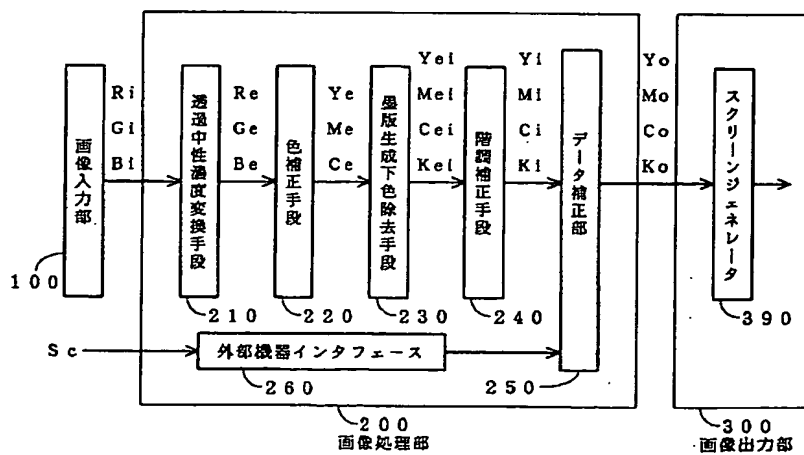 Ri
Gi
Bi
画像入力部
100
透過中性濃度変換手段
210
Re
Ge
Be
色補正手段
220
Ye
Me
Ce
墨版生成下色除去手段
230
Yei
Mei
Cei
Kei
階調補正手段
240
Yi
Mi
Ci
Ki
データ補正部
250
Yo
Mo
Co
Ko
スクリーンジェネレータ
390
Sc
外部機器インタフェース
260
200
画像処理部
300
画像出力部